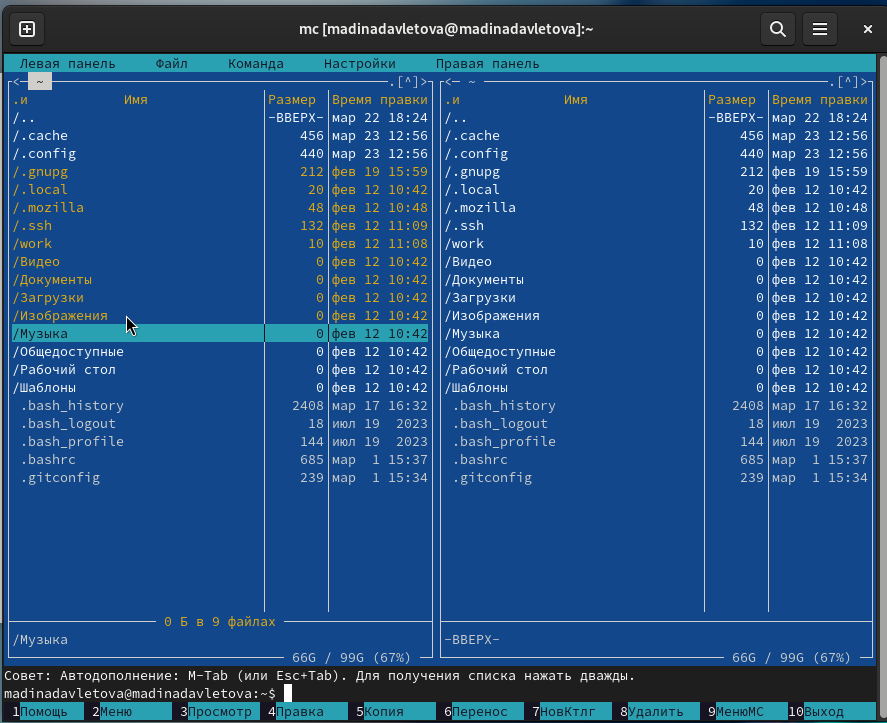 mc [madinadavletova@madinadavletova]:~
Левая панель Файл Команда Настройки Правая панель
<─ ~ .[^]> <─ ~ .[^]>
.и Имя Размер Время правки .и Имя Размер Время правки
/.. -ВВЕРХ- мар 22 18:24 /.. -ВВЕРХ- мар 22 18:24
/.cache 456 мар 23 12:56 /.cache 456 мар 23 12:56
/.config 440 мар 23 12:56 /.config 440 мар 23 12:56
/.gnupg 212 фев 19 15:59 /.gnupg 212 фев 19 15:59
/.local 20 фев 12 10:42 /.local 20 фев 12 10:42
/.mozilla 48 фев 12 10:48 /.mozilla 48 фев 12 10:48
/.ssh 132 фев 12 11:09 /.ssh 132 фев 12 11:09
/work 10 фев 12 11:08 /work 10 фев 12 11:08
/Видео 0 фев 12 10:42 /Видео 0 фев 12 10:42
/Документы 0 фев 12 10:42 /Документы 0 фев 12 10:42
/Загрузки 0 фев 12 10:42 /Загрузки 0 фев 12 10:42
/Изображения 0 фев 12 10:42 /Изображения 0 фев 12 10:42
/Музыка 0 фев 12 10:42 /Музыка 0 фев 12 10:42
/Общедоступные 0 фев 12 10:42 /Общедоступные 0 фев 12 10:42
/Рабочий стол 0 фев 12 10:42 /Рабочий стол 0 фев 12 10:42
/Шаблоны 0 фев 12 10:42 /Шаблоны 0 фев 12 10:42
.bash_history 2408 мар 17 16:32 .bash_history 2408 мар 17 16:32
.bash_logout 18 июл 19 2023 .bash_logout 18 июл 19 2023
.bash_profile 144 июл 19 2023 .bash_profile 144 июл 19 2023
.bashrc 685 мар 1 15:37 .bashrc 685 мар 1 15:37
.gitconfig 239 мар 1 15:34 .gitconfig 239 мар 1 15:34
0 Б в 9 файлах
/Музыка -ВВЕРХ-
66G / 99G (67%) 66G / 99G (67%)
Совет: Автодополнение: M-Tab (или Esc+Tab). Для получения списка нажать дважды.
madinadavletova@madinadavletova:~$
1Помощь 2Меню 3Просмотр 4Правка 5Копия 6Перенос 7НовКтлг 8Удалить 9МенюMC 10Выход